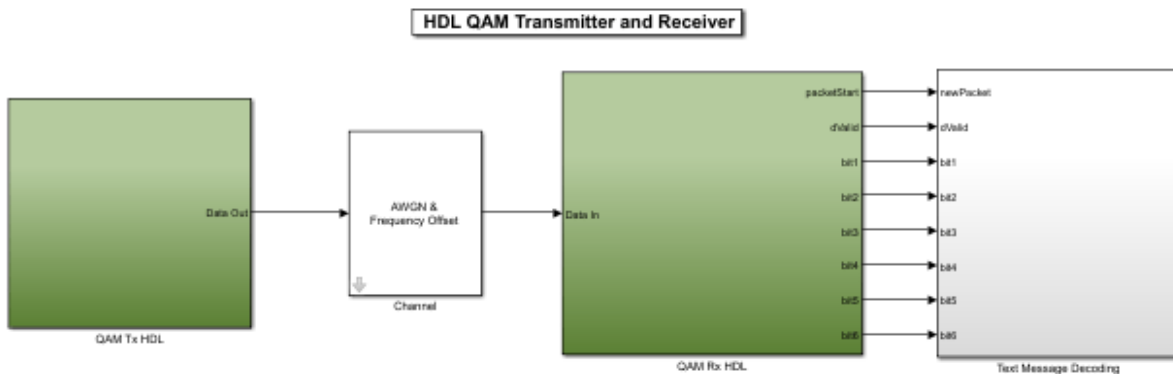 HDL QAM Transmitter and Receiver
Data Out
QAM Tx HDL
AWGN &
Frequency Offset
Channel
Data In
packetStart
dValid
bit1
bit2
bit3
bit4
bit5
bit6
QAM Rx HDL
newPacket
dValid
bit1
bit2
bit3
bit4
bit5
bit6
Text Message Decoding